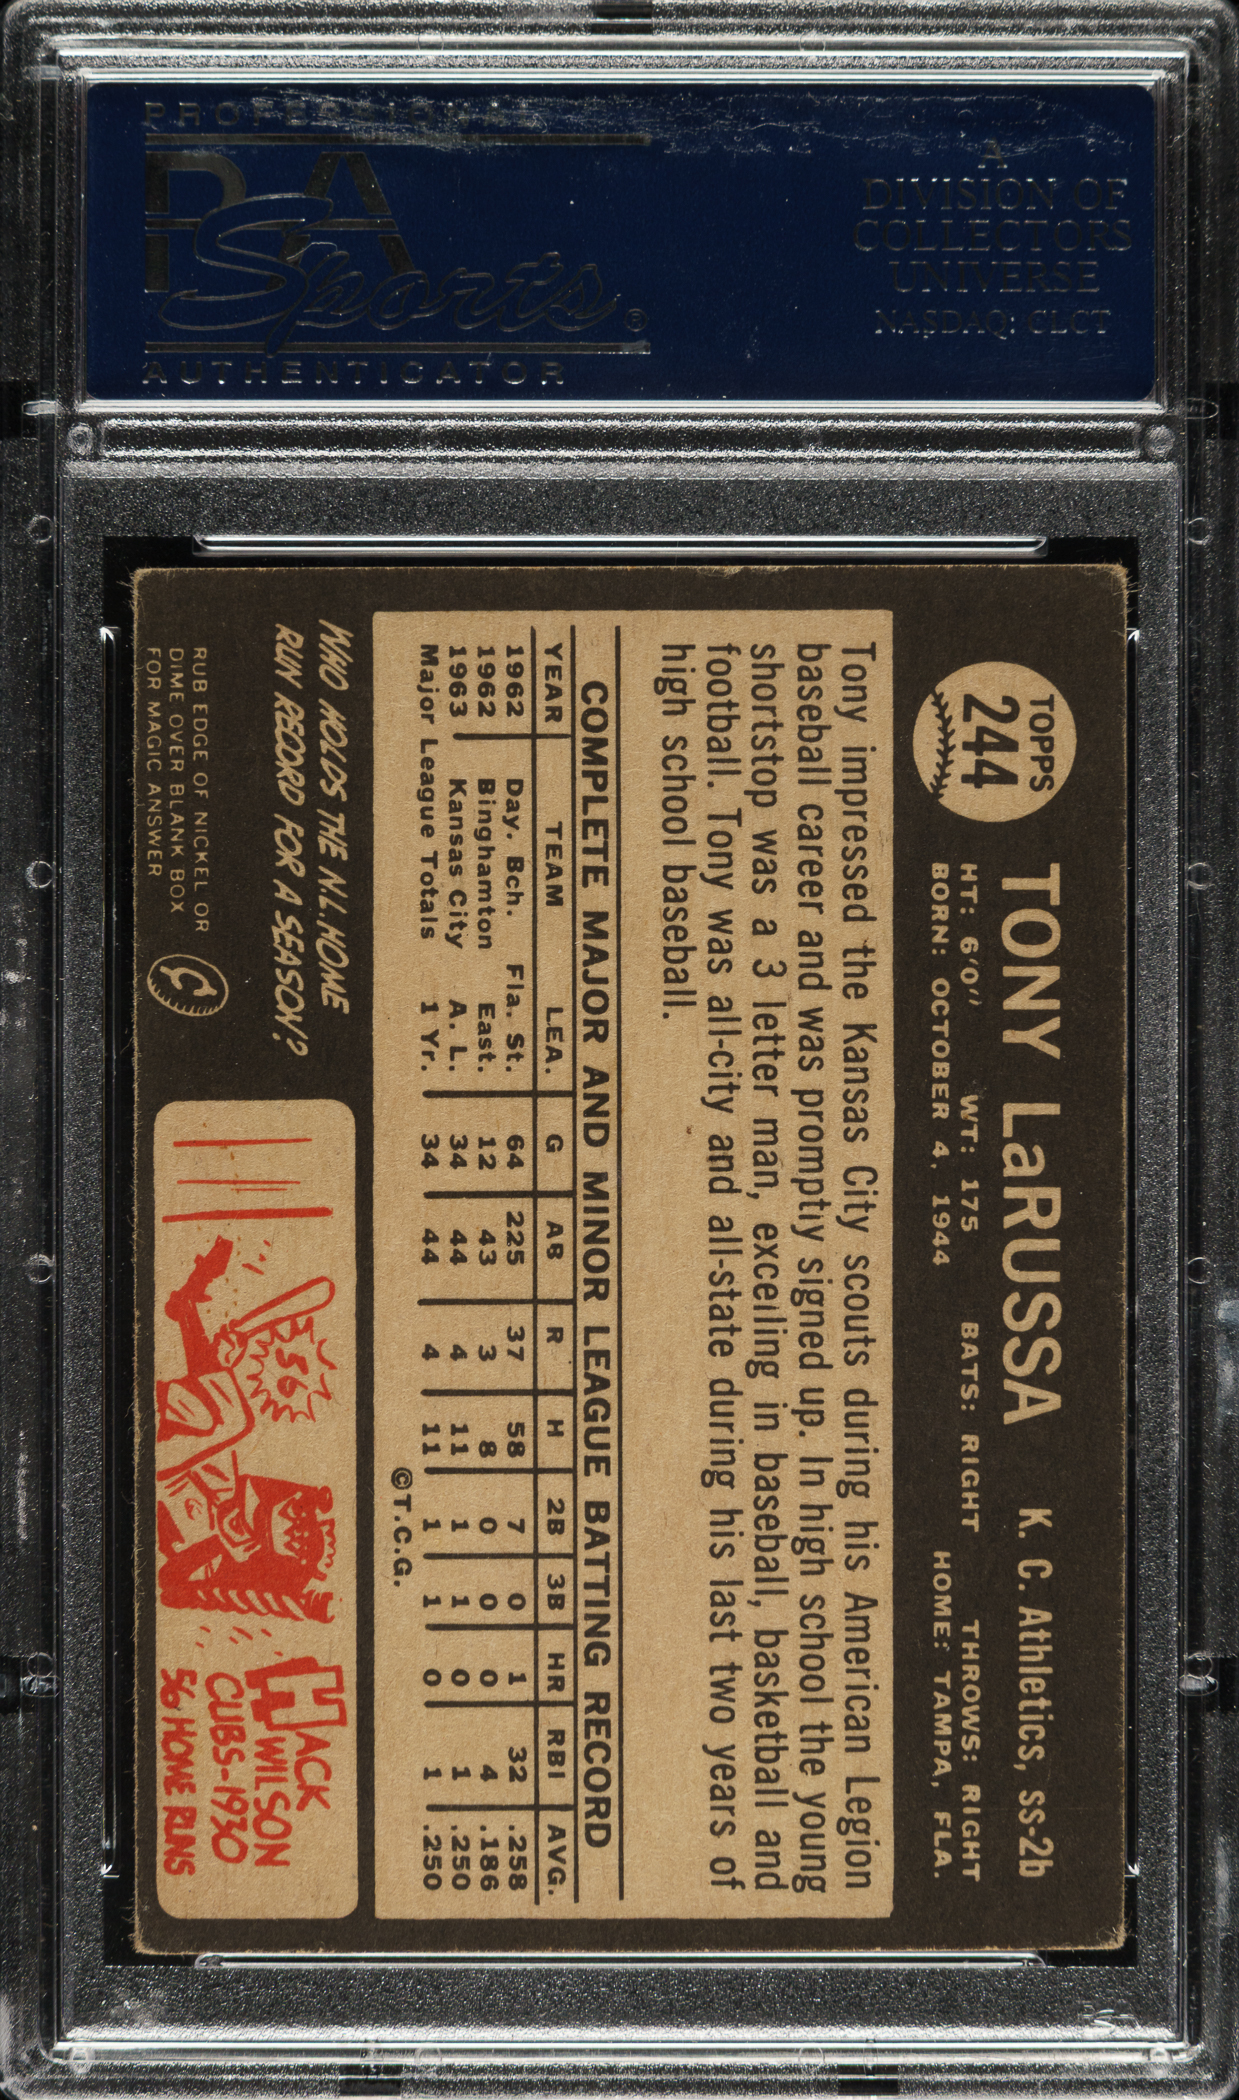 PROFESSIONAL
PSA
Sports®
AUTHENTICATOR
A
DIVISION OF
COLLECTORS
UNIVERSE
NASDAQ: CLCT
TOPPS
244
TONY LaRUSSA K. C. Athletics, ss-2b
HT: 6'0" WT: 175 BATS: RIGHT THROWS: RIGHT
BORN: OCTOBER 4, 1944 HOME: TAMPA, FLA.
Tony impressed the Kansas City scouts during his American Legion
baseball career and was promptly signed up. In high school the young
shortstop was a 3 letter man, excelling in baseball, basketball and
football. Tony was all-city and all-state during his last two years of
high school baseball.
COMPLETE MAJOR AND MINOR LEAGUE BATTING RECORD
YEAR TEAM LEA. G AB R H 2B 3B HR RBI AVG.
1962 Day. Bch. Fla. St. 64 225 37 58 7 0 1 32 .258
1962 Binghamton East. 12 43 3 8 0 0 0 4 .186
1963 Kansas City A. L. 34 44 4 11 1 1 0 1 .250
Major League Totals 1 Yr. 34 44 4 11 1 1 0 1 .250
©T.C.G.
WHO HOLDS THE N.L. HOME
RUN RECORD FOR A SEASON?
RUB EDGE OF NICKEL OR
DIME OVER BLANK BOX
FOR MAGIC ANSWER
56
HACK
WILSON
CUBS-1930
56 HOME RUNS